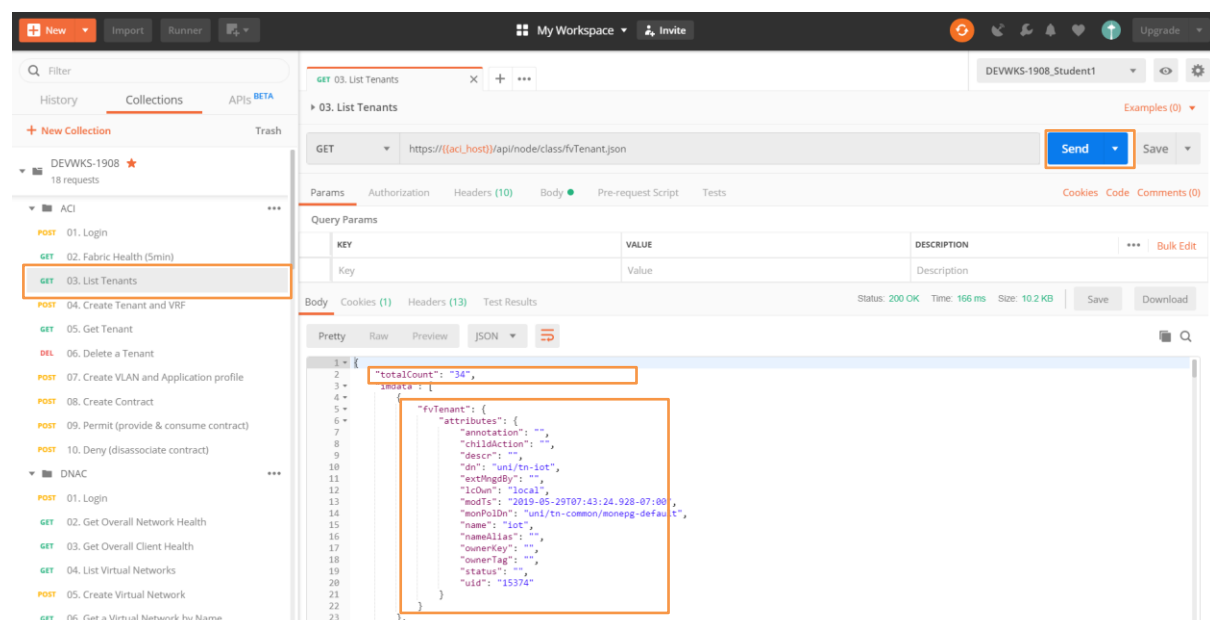 New Import Runner My Workspace Invite Upgrade
Filter
History Collections APIs BETA
+ New Collection Trash
DEVWKS-1908
18 requests
ACI
POST 01. Login
GET 02. Fabric Health (5min)
GET 03. List Tenants
POST 04. Create Tenant and VRF
GET 05. Get Tenant
DEL 06. Delete a Tenant
POST 07. Create VLAN and Application profile
POST 08. Create Contract
POST 09. Permit (provide & consume contract)
POST 10. Deny (disassociate contract)
DNAC
POST 01. Login
GET 02. Get Overall Network Health
GET 03. Get Overall Client Health
GET 04. List Virtual Networks
POST 05. Create Virtual Network
GET 06. Get a Virtual Network by Name
GET 03. List Tenants
DEVWKS-1908_Student1
03. List Tenants Examples (0)
GET https://{{aci_host}}/api/node/class/fvTenant.json Send Save
Params Authorization Headers (10) Body Pre-request Script Tests Cookies Code Comments (0)
Query Params
KEY VALUE DESCRIPTION Bulk Edit
Key Value Description
Body Cookies (1) Headers (13) Test Results Status: 200 OK Time: 166 ms Size: 10.2 KB Save Download
Pretty Raw Preview JSON
1 {
2 "totalCount": "34",
3 "imdata": [
4 {
5 "fvTenant": {
6 "attributes": {
7 "annotation": "",
8 "childAction": "",
9 "descr": "",
10 "dn": "uni/tn-iot",
11 "extMngdBy": "",
12 "lcOwn": "local",
13 "modTs": "2019-05-29T07:43:24.928-07:00",
14 "monPolDn": "uni/tn-common/monepg-default",
15 "name": "iot",
16 "nameAlias": "",
17 "ownerKey": "",
18 "ownerTag": "",
19 "status": "",
20 "uid": "15374"
21 }
22 }
23 },